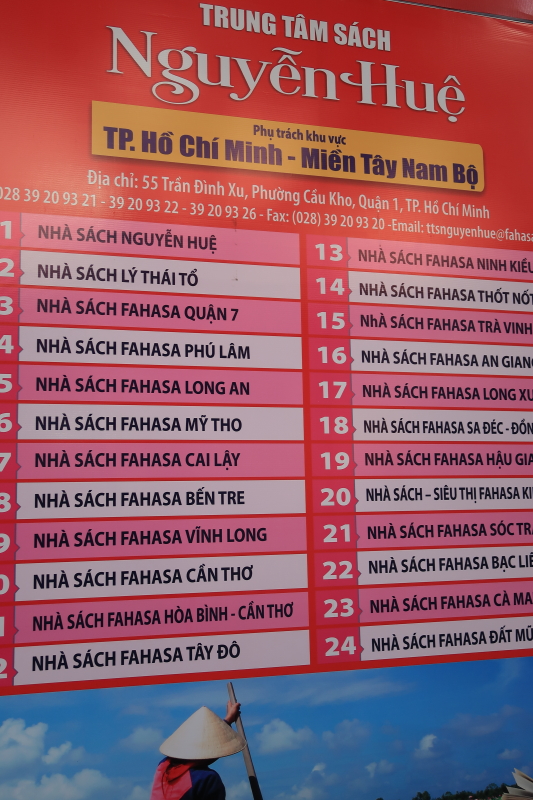 TRUNG TÂM SÁCH
Nguyễn Huệ
Phụ trách khu vực
TP. Hồ Chí Minh - Miền Tây Nam Bộ
Địa chỉ: 55 Trần Đình Xu, Phường Cầu Kho, Quận 1, TP. Hồ Chí Minh
028 39 20 93 21 - 39 20 93 22 - 39 20 93 26 - Fax: (028) 39 20 93 20 -Email: ttsnguyenhue@fahasa
1 NHÀ SÁCH NGUYỄN HUỆ
2 NHÀ SÁCH LÝ THÁI TỔ
3 NHÀ SÁCH FAHASA QUẬN 7
4 NHÀ SÁCH FAHASA PHÚ LÂM
5 NHÀ SÁCH FAHASA LONG AN
6 NHÀ SÁCH FAHASA MỸ THO
7 NHÀ SÁCH FAHASA CAI LẬY
8 NHÀ SÁCH FAHASA BẾN TRE
9 NHÀ SÁCH FAHASA VĨNH LONG
0 NHÀ SÁCH FAHASA CẦN THƠ
1 NHÀ SÁCH FAHASA HÒA BÌNH - CẦN THƠ
2 NHÀ SÁCH FAHASA TÂY ĐÔ
13 NHÀ SÁCH FAHASA NINH KIỀU
14 NHÀ SÁCH FAHASA THỐT NỐT
15 NhÀ SÁCH FAHASA TRÀ VINH
16 NHÀ SÁCH FAHASA AN GIANG
17 NHÀ SÁCH FAHASA LONG XU
18 NHÀ SÁCH FAHASA SA ĐÉC - ĐỒN
19 NHÀ SÁCH FAHASA HẬU GIA
20 NHÀ SÁCH – SIÊU THỊ FAHASA KI
21 NHÀ SÁCH FAHASA SÓC TR
22 NHÀ SÁCH FAHASA BẠC LIÊ
23 NHÀ SÁCH FAHASA CÀ MA
24 NHÀ SÁCH FAHASA ĐẤT MŨ